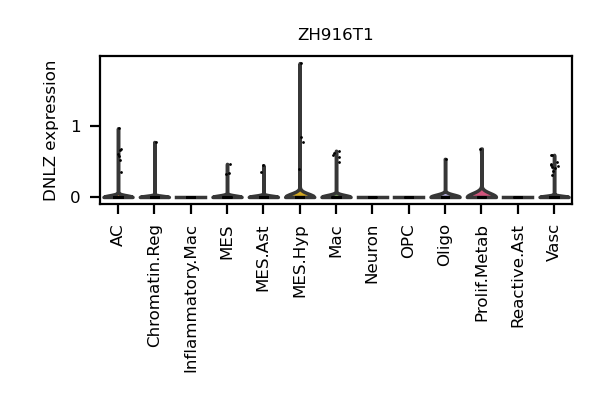 ZH916T1
DNLZ expression
1
0
AC
Chromatin.Reg
Inflammatory.Mac
MES
MES.Ast
MES.Hyp
Mac
Neuron
OPC
Oligo
Prolif.Metab
Reactive.Ast
Vasc